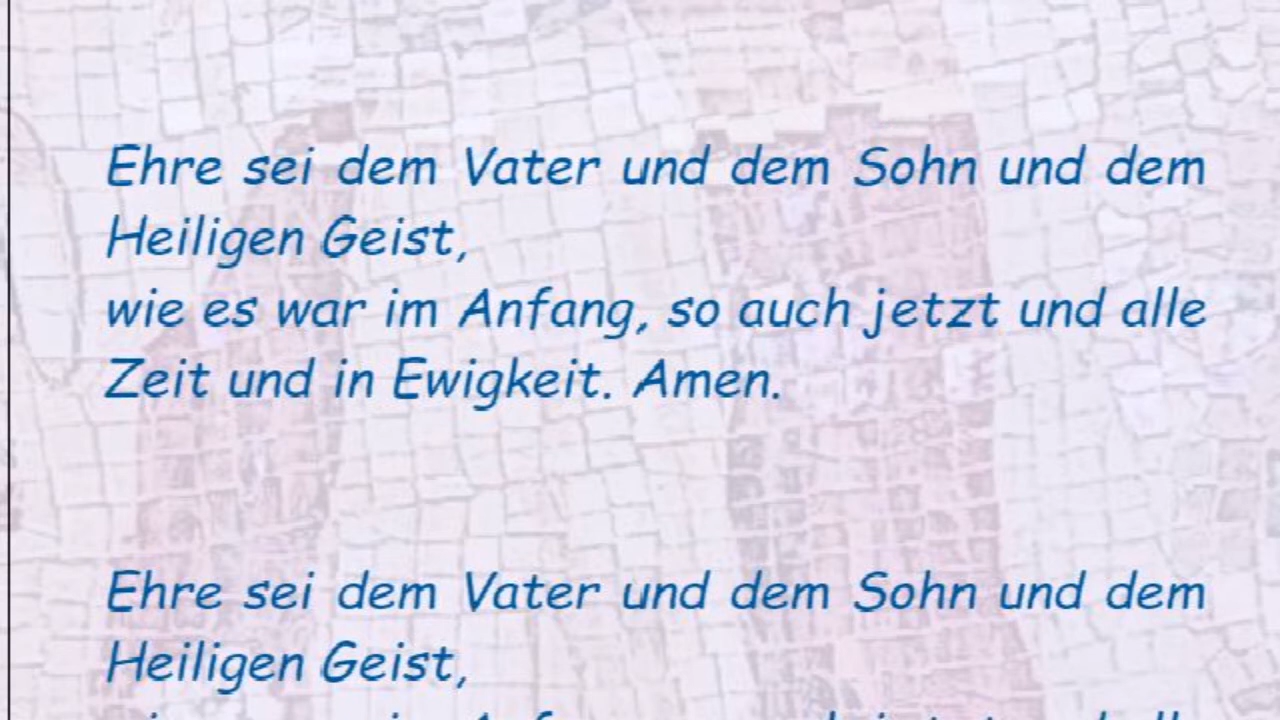 Ehre sei dem Vater und dem Sohn und dem
Heiligen Geist,
wie es war im Anfang, so auch jetzt und alle
Zeit und in Ewigkeit. Amen.
Ehre sei dem Vater und dem Sohn und dem
Heiligen Geist,